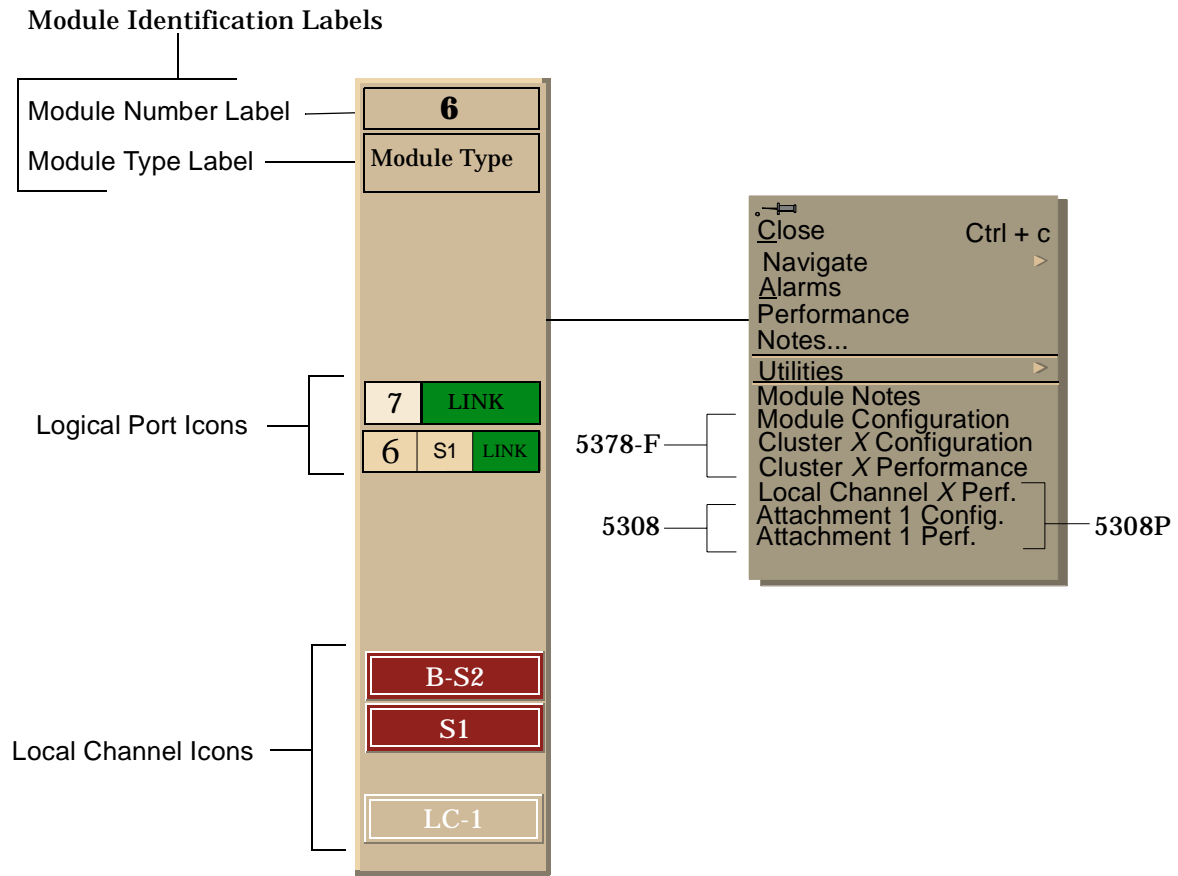 Module Identification Labels
Module Number Label
6
Module Type Label
Module Type
Logical Port Icons
7 LINK
6 S1 LINK
Local Channel Icons
B-S2
S1
LC-1
Close Ctrl + c
Navigate
Alarms
Performance
Notes...
Utilities
Module Notes
Module Configuration
Cluster X Configuration
Cluster X Performance
Local Channel X Perf.
Attachment 1 Config.
Attachment 1 Perf.
5378-F
5308
5308P